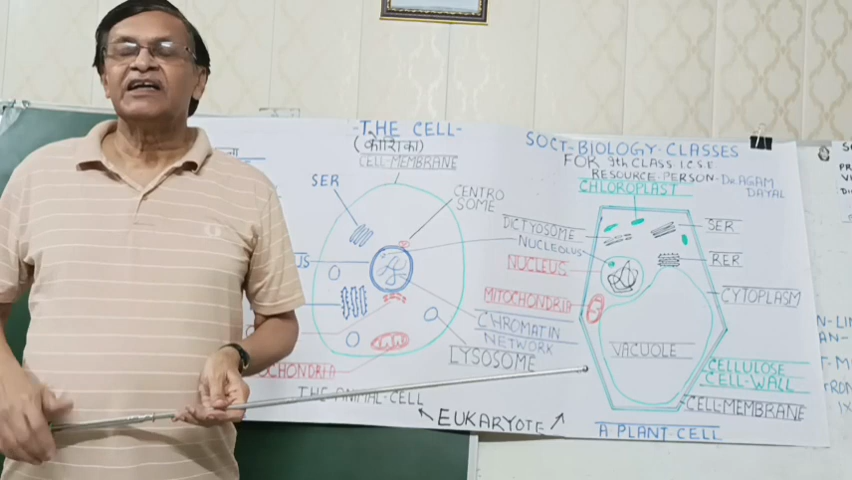 -THE CELL-
(कोशिका)
CELL-MEMBRANE
SER
CENTRO
SOME
LYSOSOME
THE ANIMAL-CELL
EUKARYOTE
SOCT-BIOLOGY-CLASSES
FOR 9th CLASS I.C.S.E
RESOURCE-PERSON-Dr.AGAM
DAYAL
CHLOROPLAST
DICTYOSOME
NUCLEOLUS
NUCLEUS
MITOCHONDRIA
CHROMATIN
NETWORK
SER
RER
CYTOPLASM
VACUOLE
CELLULOSE
CELL-WALL
CELL-MEMBRANE
A PLANT-CELL